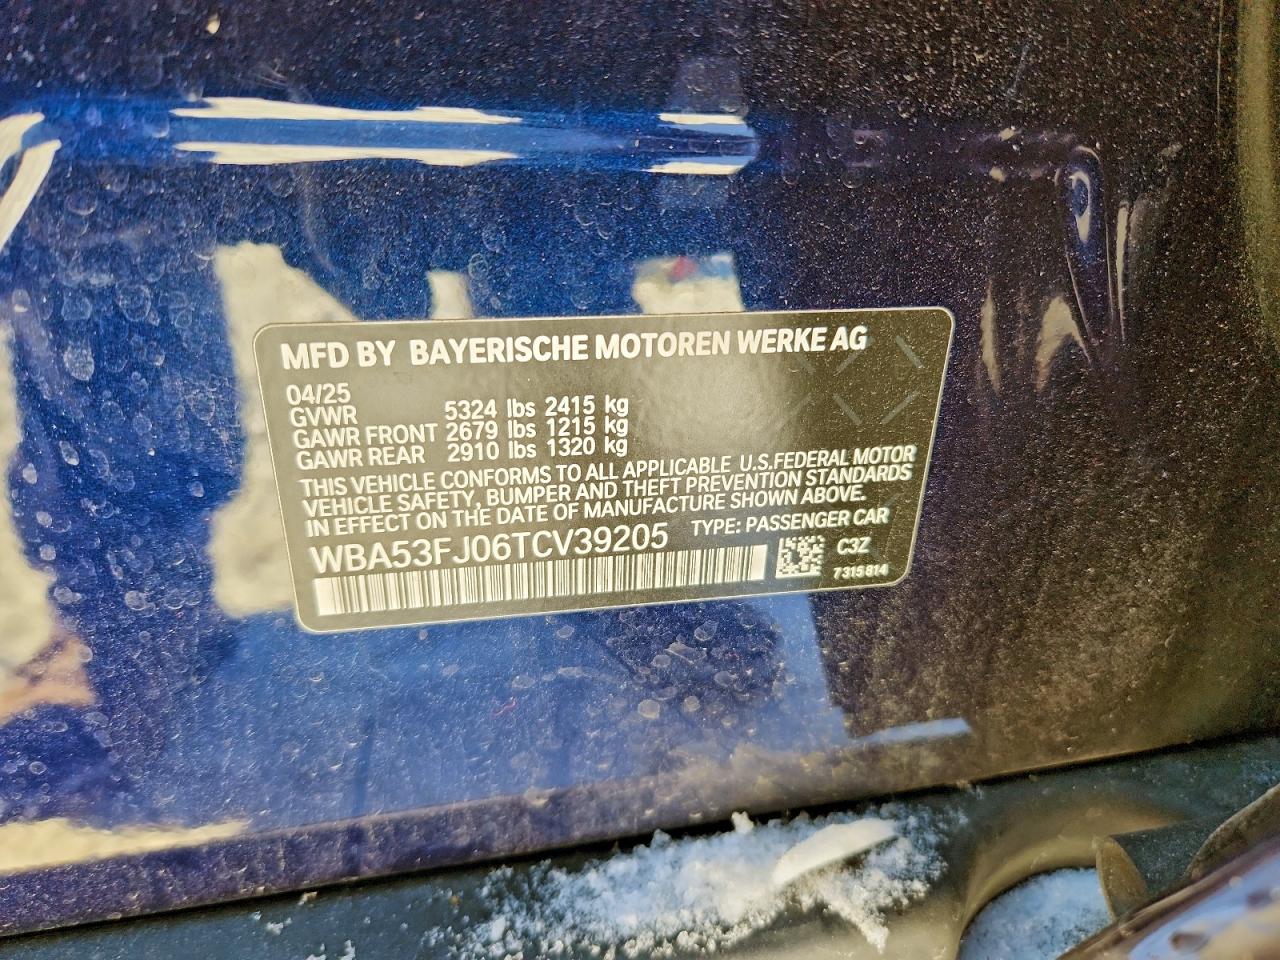 MFD BY BAYERISCHE MOTOREN WERKE AG
04/25
GVWR 5324 lbs 2415 kg
GAWR FRONT 2679 lbs 1215 kg
GAWR REAR 2910 lbs 1320 kg
THIS VEHICLE CONFORMS TO ALL APPLICABLE U.S.FEDERAL MOTOR
VEHICLE SAFETY, BUMPER AND THEFT PREVENTION STANDARDS
IN EFFECT ON THE DATE OF MANUFACTURE SHOWN ABOVE.
WBA53FJ06TCV39205 TYPE: PASSENGER CAR
C3Z
7315814